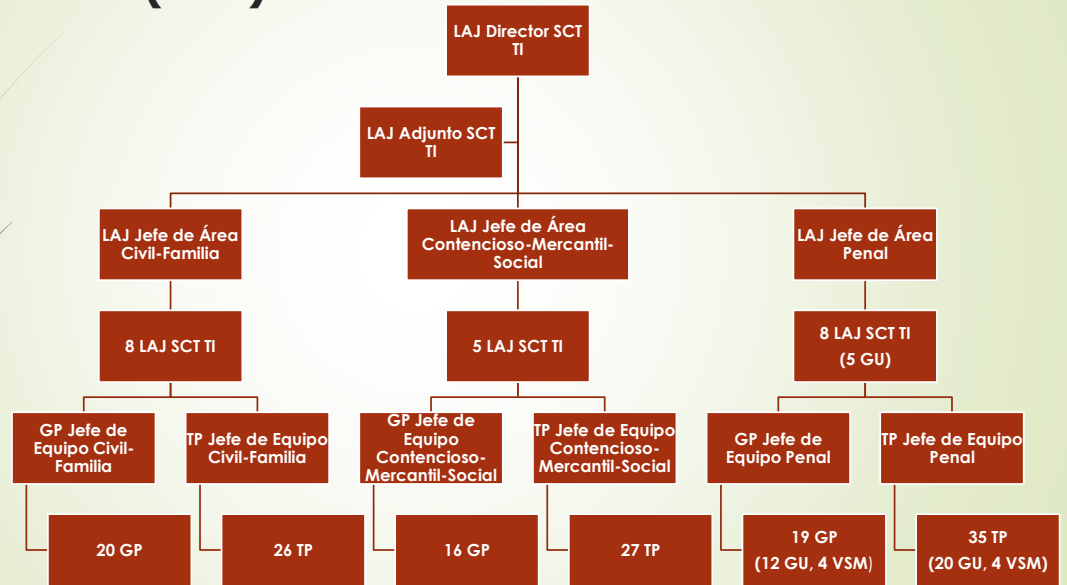 LAJ Director SCT
TI
LAJ Adjunto SCT
TI
LAJ Jefe de Área
Civil-Familia
LAJ Jefe de Área
Contencioso-Mercantil-
Social
LAJ Jefe de Área
Penal
8 LAJ SCT TI
5 LAJ SCT TI
8 LAJ SCT TI
(5 GU)
GP Jefe de
Equipo Civil-
Familia
TP Jefe de Equipo
Civil-Familia
GP Jefe de
Equipo
Contencioso-
Mercantil-Social
TP Jefe de Equipo
Contencioso-
Mercantil-Social
GP Jefe de
Equipo Penal
TP Jefe de Equipo
Penal
20 GP
26 TP
16 GP
27 TP
19 GP
(12 GU, 4 VSM)
35 TP
(20 GU, 4 VSM)